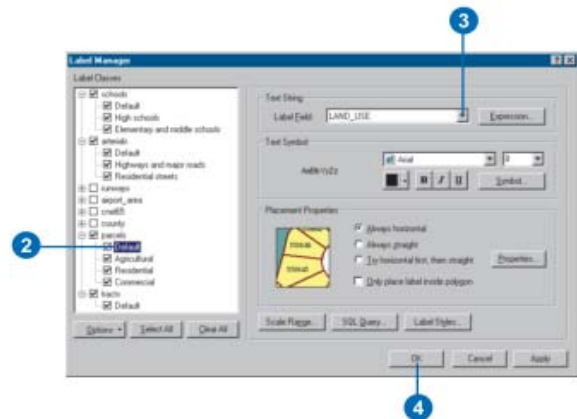 3
Label Manager
Label Classes
schools
Default
High schools
Elementary and middle schools
arterials
Default
Highways and major roads
Residential streets
runways
airport_area
cnel65
county
parcels
Default
Agricultural
Residential
Commercial
tracts
Default
Options
Select All
Clear All
Text String
Label Field:
LAND_USE
Expression...
Text Symbol
AaBbYyZz
Arial
8
B I U
Symbol...
Placement Properties
Always horizontal
Always straight
Try horizontal first, then straight
Only place label inside polygon
Properties...
Scale Range...
SQL Query...
Label Styles...
OK
Cancel
Apply
2
4